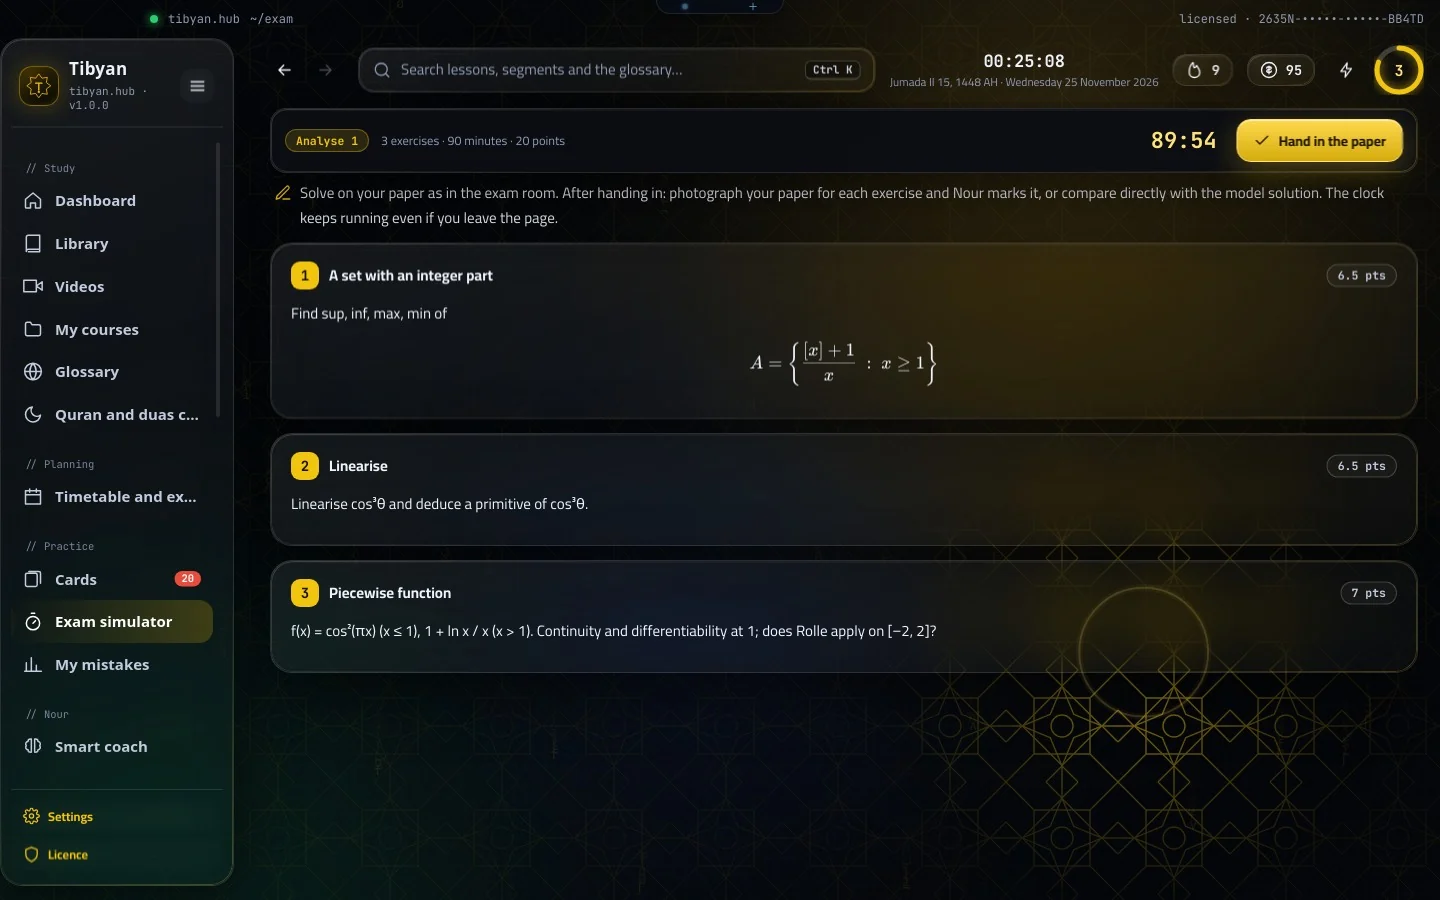 tibyan.hub ~/exam
licensed · 2635N-•••••-•••••-BB4TD
Tibyan
tibyan.hub ·
v1.0.0
Search lessons, segments and the glossary...
Ctrl K
00:25:08
Jumada II 15, 1448 AH · Wednesday 25 November 2026
9
95
3
Analyse 1
3 exercises · 90 minutes · 20 points
89:54
Hand in the paper
Solve on your paper as in the exam room. After handing in: photograph your paper for each exercise and Nour marks it, or compare directly with the model solution. The clock
keeps running even if you leave the page.
// Study
Dashboard
Library
Videos
My courses
Glossary
Quran and duas c...
// Planning
Timetable and ex...
// Practice
Cards
20
Exam simulator
My mistakes
// Nour
Smart coach
Settings
Licence
1 A set with an integer part
6.5 pts
Find sup, inf, max, min of
A = { ([x] + 1) / x : x ≥ 1 }
2 Linearise
6.5 pts
Linearise cos³θ and deduce a primitive of cos³θ.
3 Piecewise function
7 pts
f(x) = cos²(πx) (x ≤ 1), 1 + ln x / x (x > 1). Continuity and differentiability at 1; does Rolle apply on [−2, 2]?